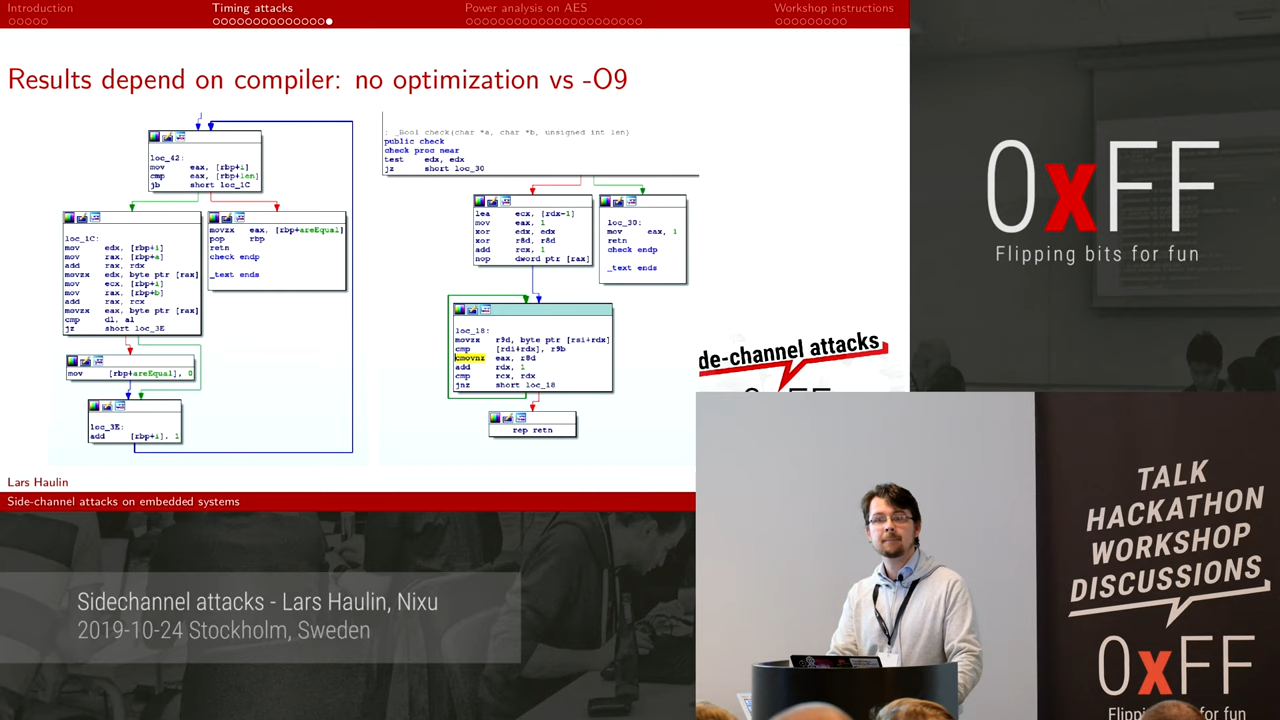 Introduction
Timing attacks
Power analysis on AES
Workshop instructions
Results depend on compiler: no optimization vs -O9
loc_42:
mov eax, [rbp+i]
cmp eax, [rbp+len]
jb short loc_1C
loc_1C:
mov edx, [rbp+i]
mov rax, [rbp+a]
add rax, rdx
movzx edx, byte ptr [rax]
mov ecx, [rbp+i]
mov rax, [rbp+b]
add rax, rcx
movzx eax, byte ptr [rax]
cmp dl, al
jz short loc_3E
movzx eax, [rbp+areEqual]
pop rbp
retn
check endp
_text ends
mov [rbp+areEqual], 0
loc_3E:
add [rbp+i], 1
; _Bool check(char *a, char *b, unsigned int len)
public check
check proc near
test edx, edx
jz short loc_30
lea ecx, [rdx-1]
mov eax, 1
xor edx, edx
xor r8d, r8d
add rcx, 1
nop dword ptr [rax]
loc_30:
mov eax, 1
retn
check endp
_text ends
loc_18:
movzx r9d, byte ptr [rsi+rdx]
cmp [rdi+rdx], r9b
cmovnz eax, r8d
add rdx, 1
cmp rcx, rdx
jnz short loc_18
rep retn
de-channel attacks
Lars Haulin
Side-channel attacks on embedded systems
0xFF
Flipping bits for fun
Sidechannel attacks - Lars Haulin, Nixu
2019-10-24 Stockholm, Sweden
TALK
HACKATHON
WORKSHOP
DISCUSSIONS
0xFF
Flippi s for fun